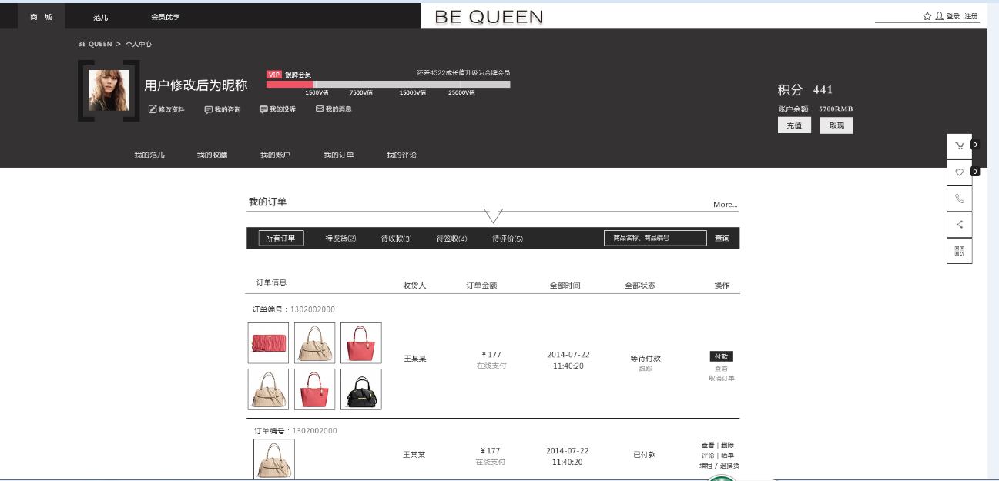 商 城 范儿 会员优享 BE QUEEN 登录 注册
BE QUEEN > 个人中心
VIP 银牌会员 还差4522成长值升级为金牌会员
用户修改后为昵称
1500V值 7500V值 15000V值 25000V值
积分 441
修改资料 我的咨询 我的投诉 我的消息
账户余额 5700RMB
充值 取现
0
我的范儿 我的收藏 我的账户 我的订单 我的评论
0
我的订单 More...
所有订单 待发货(2) 待收款(3) 待签收(4) 待评价(5) 商品名称、商品编号 查询
订单信息 收货人 订单金额 全部时间 全部状态 操作
订单编号：1302002000
王某某 ¥177 2014-07-22 等待付款 付款
在线支付 11:40:20 跟踪 查看
取消订单
订单编号：1302002000
王某某 ¥177 2014-07-22 已付款 查看 | 删除
在线支付 11:40:20 评论 | 晒单
续租 / 退换货